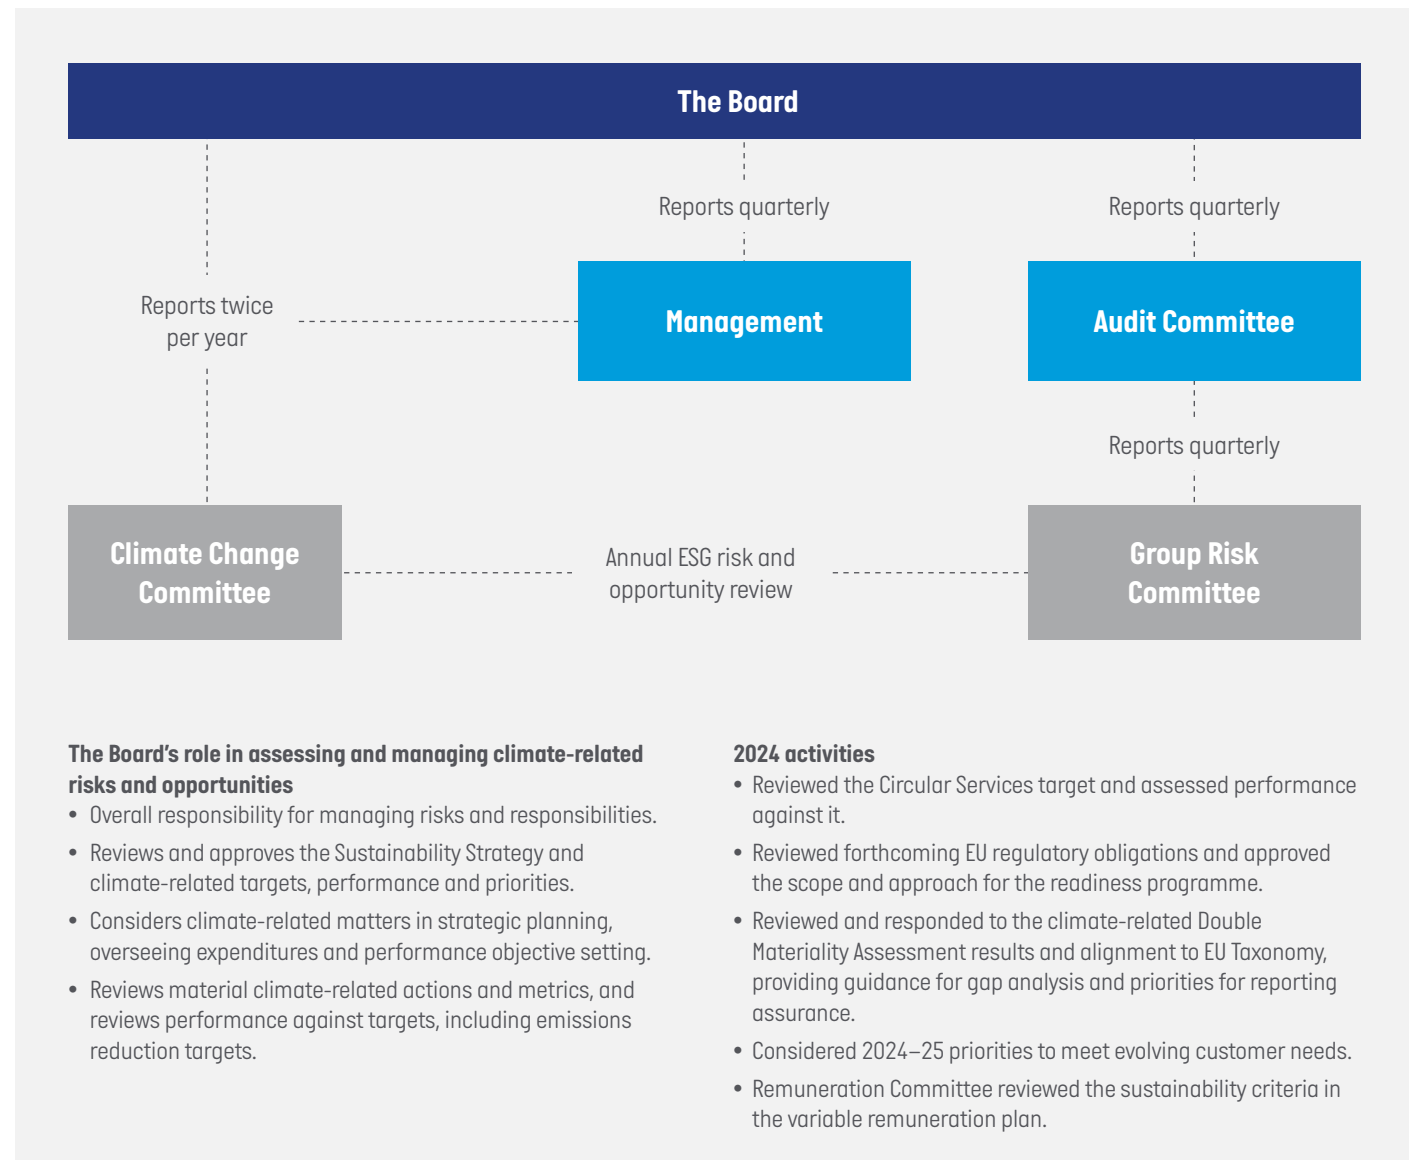 The Board
Reports quarterly
Reports quarterly
Reports twice
per year
Management
Audit Committee
Reports quarterly
Climate Change
Committee
Annual ESG risk and
opportunity review
Group Risk
Committee
The Board's role in assessing and managing climate-related
risks and opportunities
• Overall responsibility for managing risks and responsibilities.
• Reviews and approves the Sustainability Strategy and
climate-related targets, performance and priorities.
• Considers climate-related matters in strategic planning,
overseeing expenditures and performance objective setting.
• Reviews material climate-related actions and metrics, and
reviews performance against targets, including emissions
reduction targets.
2024 activities
• Reviewed the Circular Services target and assessed performance
against it.
• Reviewed forthcoming EU regulatory obligations and approved
the scope and approach for the readiness programme.
• Reviewed and responded to the climate-related Double
Materiality Assessment results and alignment to EU Taxonomy,
providing guidance for gap analysis and priorities for reporting
assurance.
• Considered 2024–25 priorities to meet evolving customer needs.
• Remuneration Committee reviewed the sustainability criteria in
the variable remuneration plan.